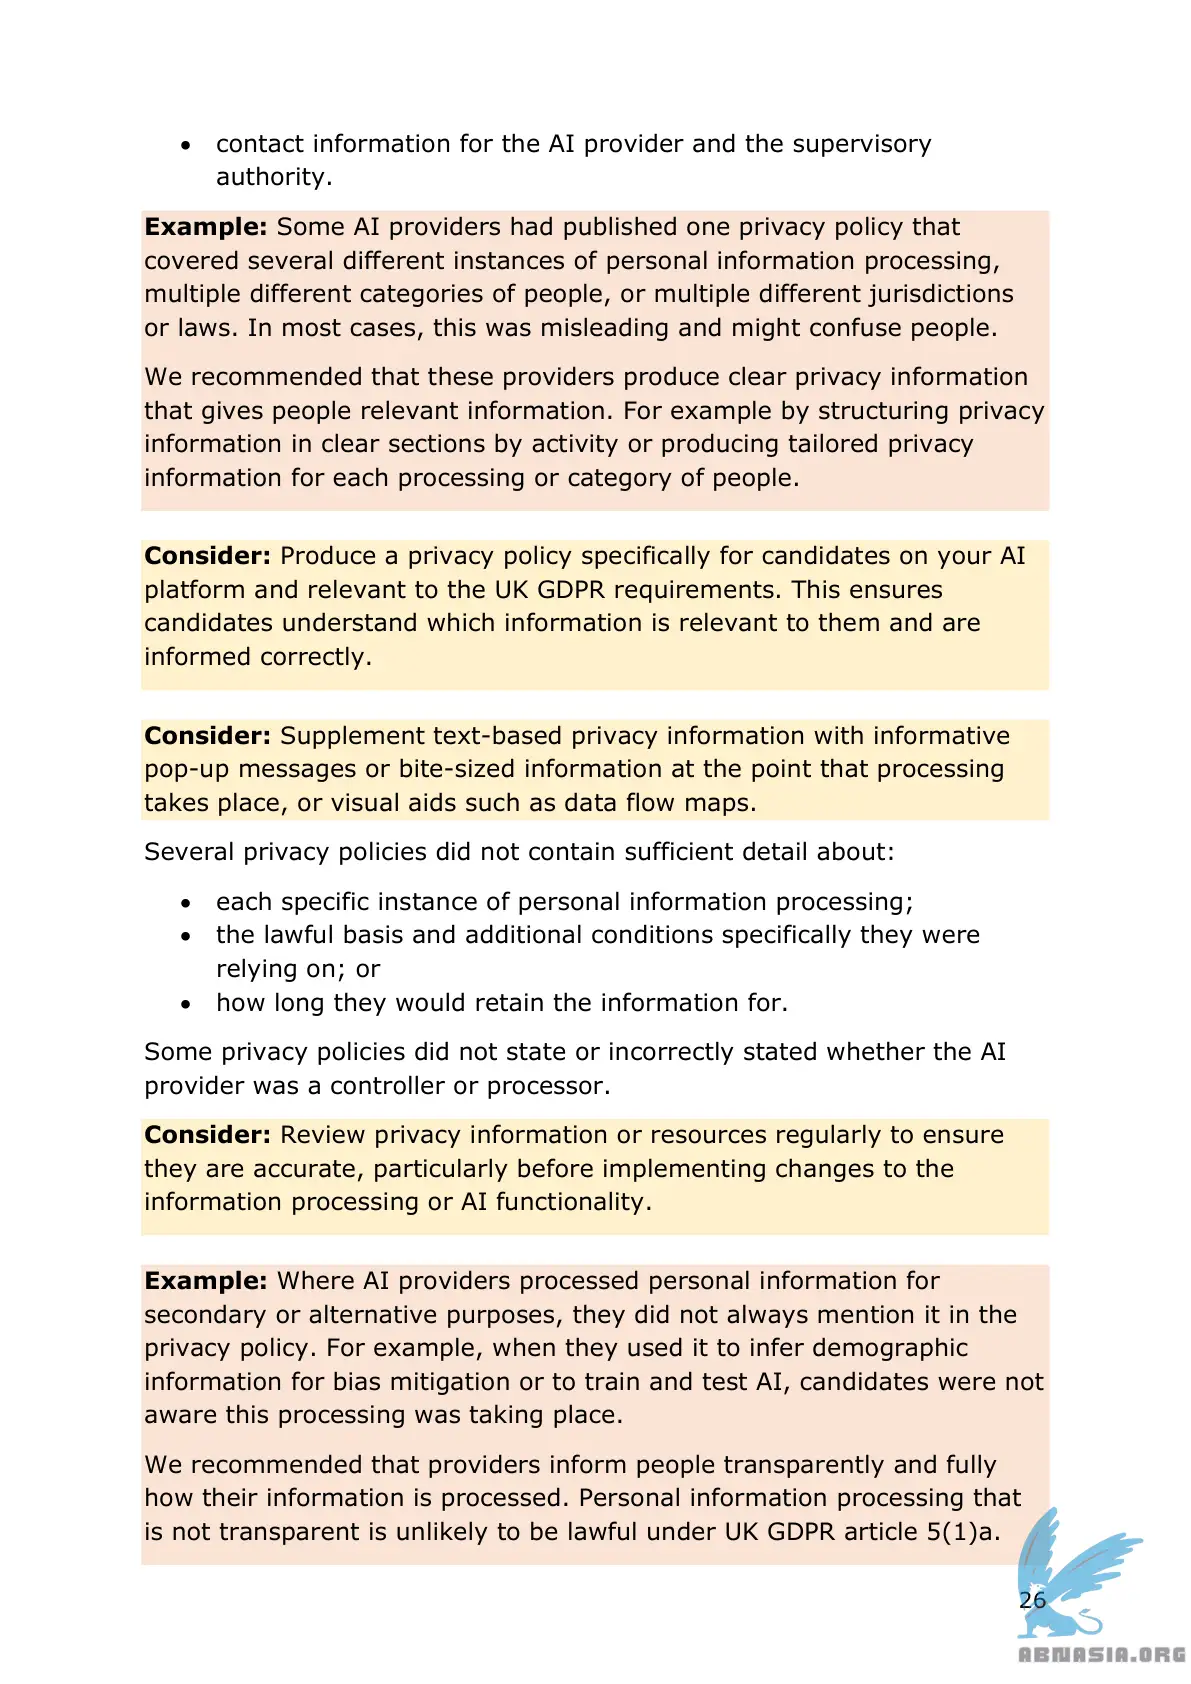 • contact information for the AI provider and the supervisory
authority.
Example: Some AI providers had published one privacy policy that
covered several different instances of personal information processing,
multiple different categories of people, or multiple different jurisdictions
or laws. In most cases, this was misleading and might confuse people.
We recommended that these providers produce clear privacy information
that gives people relevant information. For example by structuring privacy
information in clear sections by activity or producing tailored privacy
information for each processing or category of people.
Consider: Produce a privacy policy specifically for candidates on your AI
platform and relevant to the UK GDPR requirements. This ensures
candidates understand which information is relevant to them and are
informed correctly.
Consider: Supplement text-based privacy information with informative
pop-up messages or bite-sized information at the point that processing
takes place, or visual aids such as data flow maps.
Several privacy policies did not contain sufficient detail about:
• each specific instance of personal information processing;
• the lawful basis and additional conditions specifically they were
relying on; or
• how long they would retain the information for.
Some privacy policies did not state or incorrectly stated whether the AI
provider was a controller or processor.
Consider: Review privacy information or resources regularly to ensure
they are accurate, particularly before implementing changes to the
information processing or AI functionality.
Example: Where AI providers processed personal information for
secondary or alternative purposes, they did not always mention it in the
privacy policy. For example, when they used it to infer demographic
information for bias mitigation or to train and test AI, candidates were not
aware this processing was taking place.
We recommended that providers inform people transparently and fully
how their information is processed. Personal information processing that
is not transparent is unlikely to be lawful under UK GDPR article 5(1)a.
26
ABNASIA.ORG